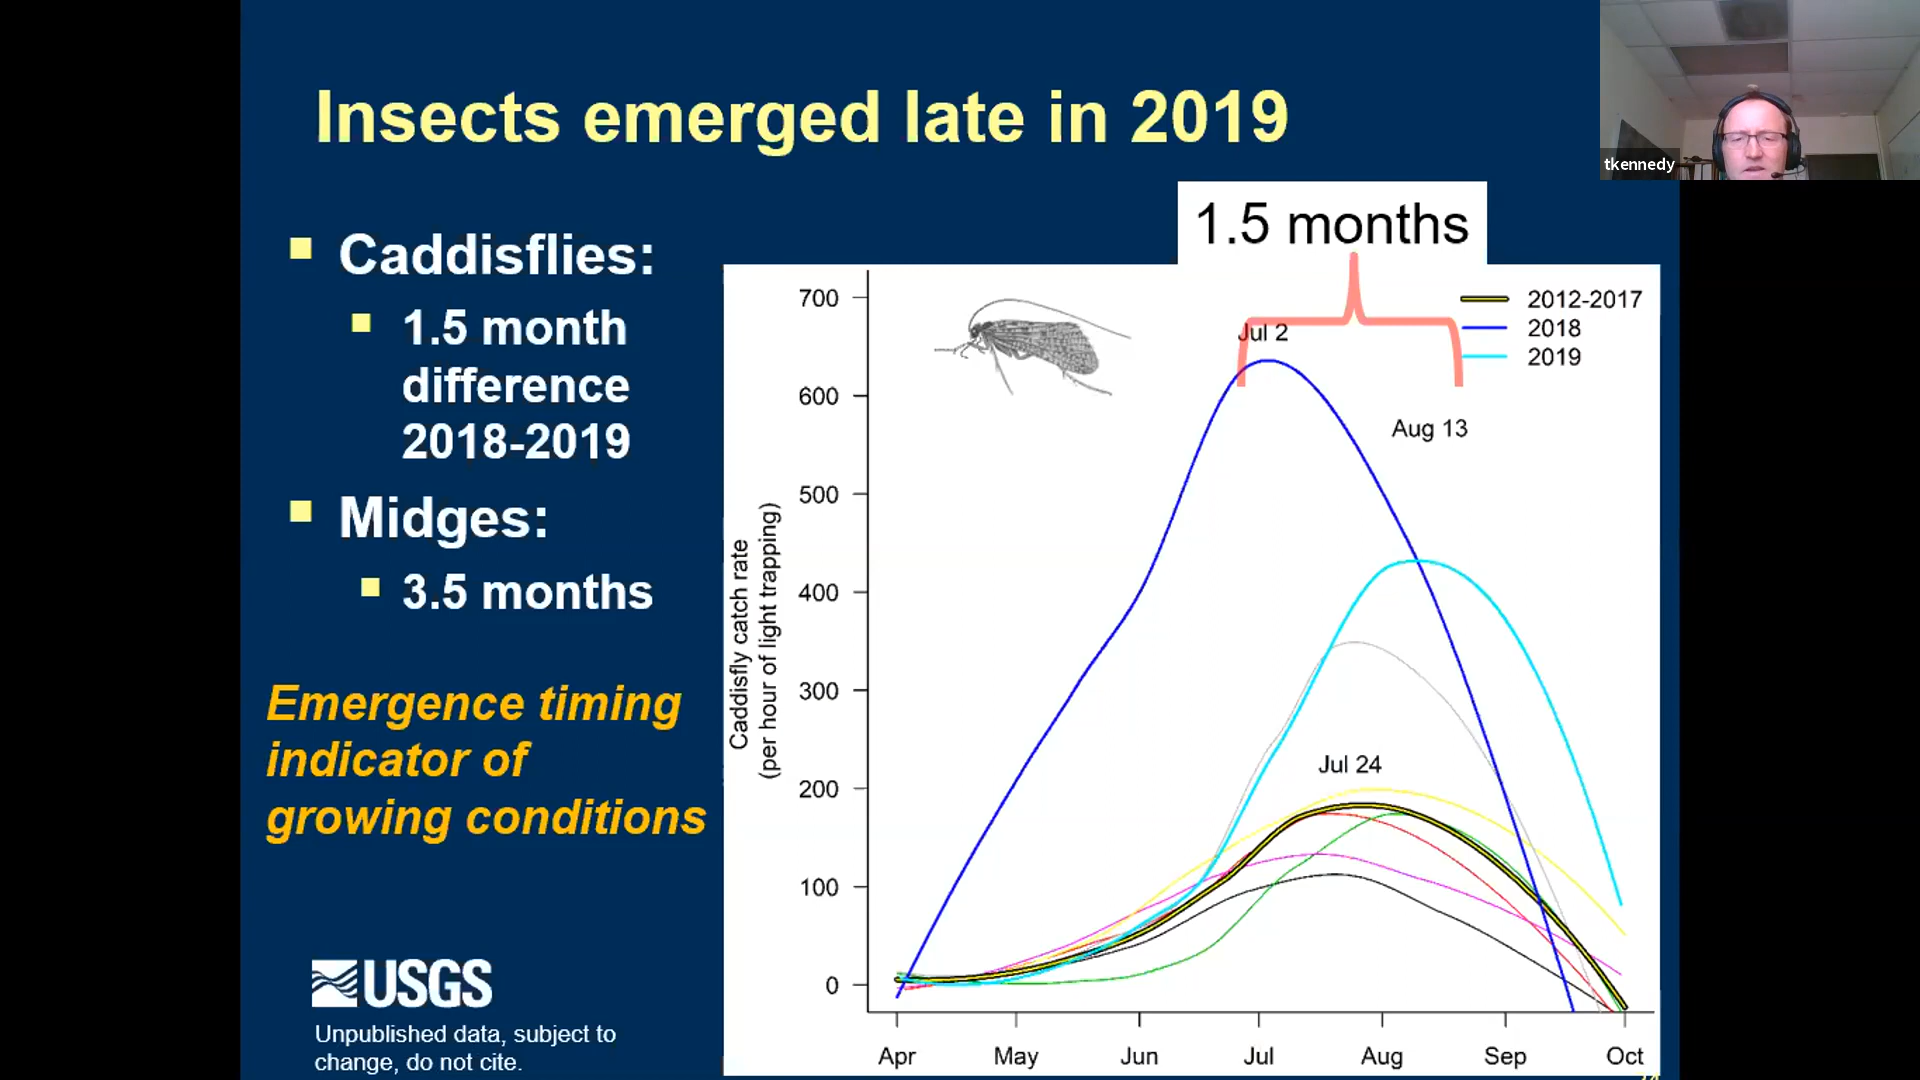 Insects emerged late in 2019
tkennedy
Caddisflies:
1.5 month
difference
2018-2019
Midges:
3.5 months
Emergence timing
indicator of
growing conditions
USGS
Unpublished data, subject to
change, do not cite.
1.5 months
2012-2017
2018
2019
Jul 2
Aug 13
Jul 24
Caddisfly catch rate
(per hour of light trapping)
700
600
500
400
300
200
100
0
Apr May Jun Jul Aug Sep Oct